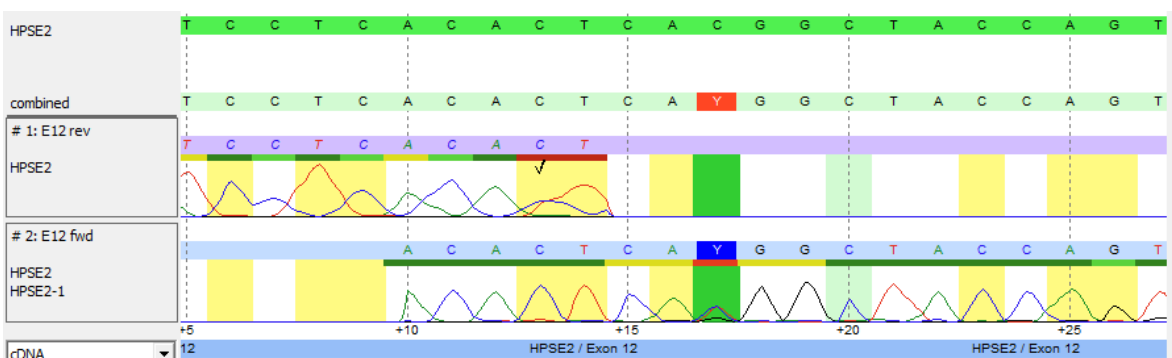 HPSE2 T C C T C A C A C T C A C G G C T A C C A G T
combined T C C T C A C A C T C A Y G G C T A C C A G T
# 1: E12 rev
T C C T C A C A C T
HPSE2
# 2: E12 fwd
A C A C T C A Y G G C T A C C A G T
HPSE2
HPSE2-1
+5 +10 +15 +20 +25
cDNA 12 HPSE2 / Exon 12 HPSE2 / Exon 12